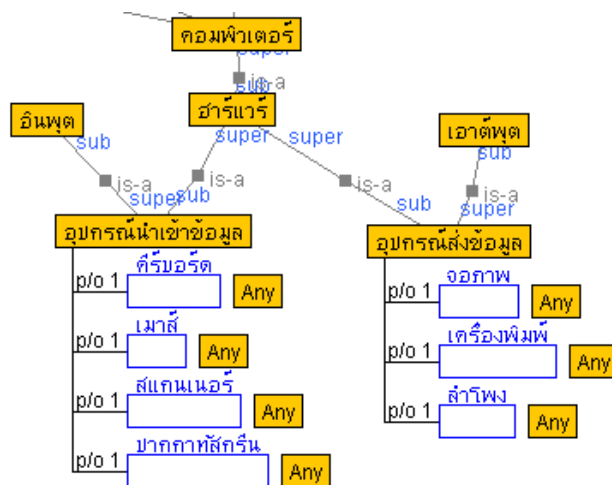 คอมพิวเตอร์
super
is-a
sub
อินพุต
ฮาร์แวร์
เอาต์พุต
sub
super
super
sub
is-a
is-a
is-a
is-a
super
sub
sub
super
อุปกรณ์นำเข้าข้อมูล
อุปกรณ์ส่งข้อมูล
คีร์บอร์ด
p/o 1
Any
จอภาพ
p/o 1
Any
เมาส์
p/o 1
Any
เครื่องพิมพ์
p/o 1
Any
สแกนเนอร์
p/o 1
Any
ลำโพง
p/o 1
Any
ปากกาทัสกรีน
p/o 1
Any